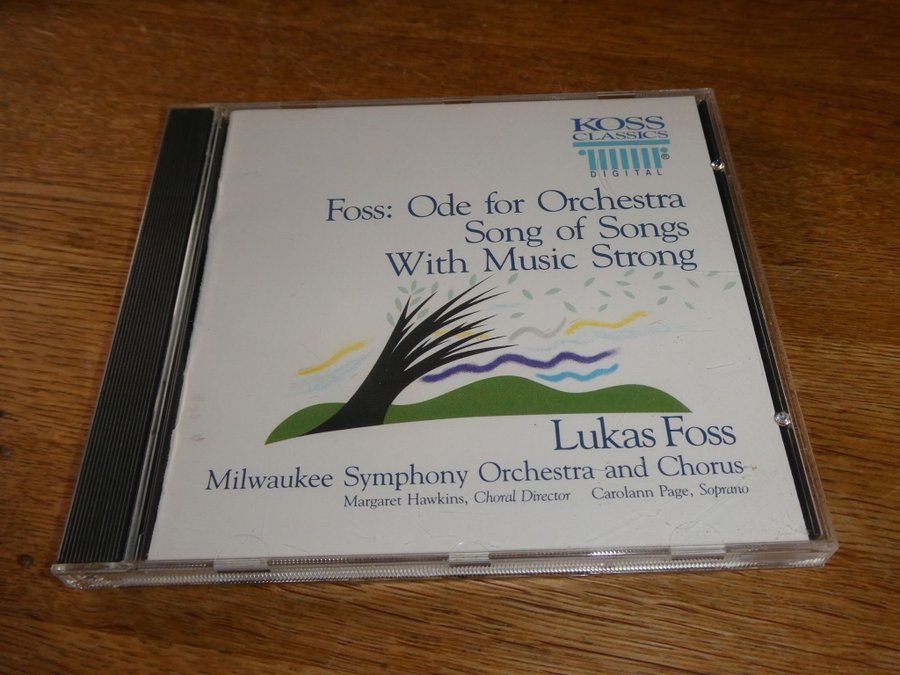 KOSS
CLASSICS
®
DIGITAL
Foss: Ode for Orchestra
Song of Songs
With Music Strong
Lukas Foss
Milwaukee Symphony Orchestra and Chorus
Margaret Hawkins, Choral Director Carolann Page, Soprano